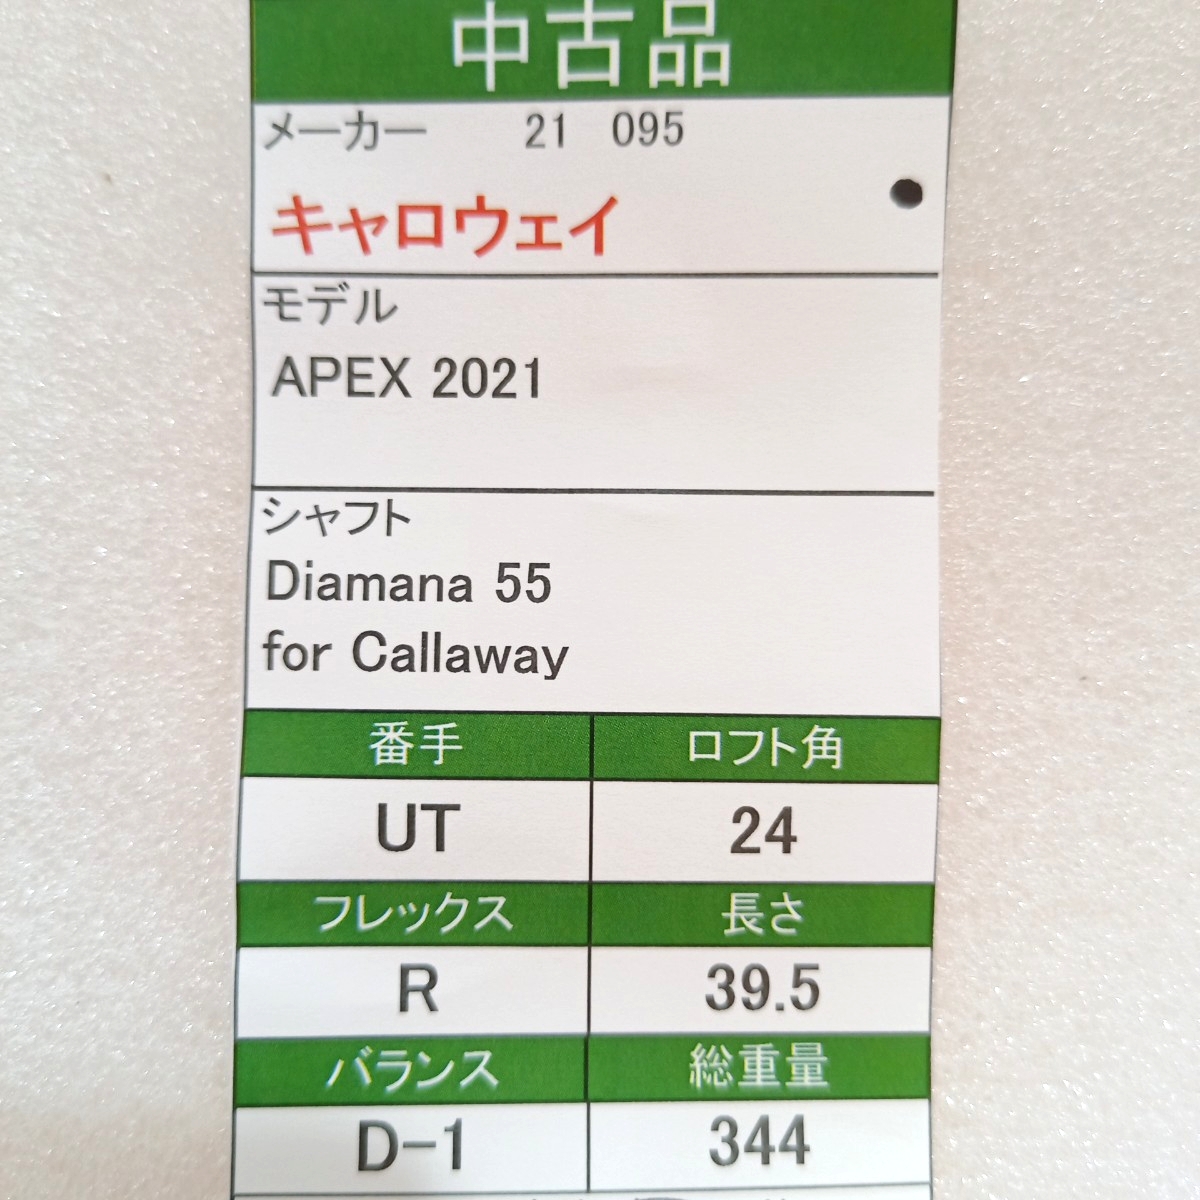 中古品
メーカー 21 095
キャロウェイ
モデル
APEX 2021
シャフト
Diamana 55
for Callaway
番手 ロフト角
UT 24
フレックス 長さ
R 39.5
バランス 総重量
D-1 344